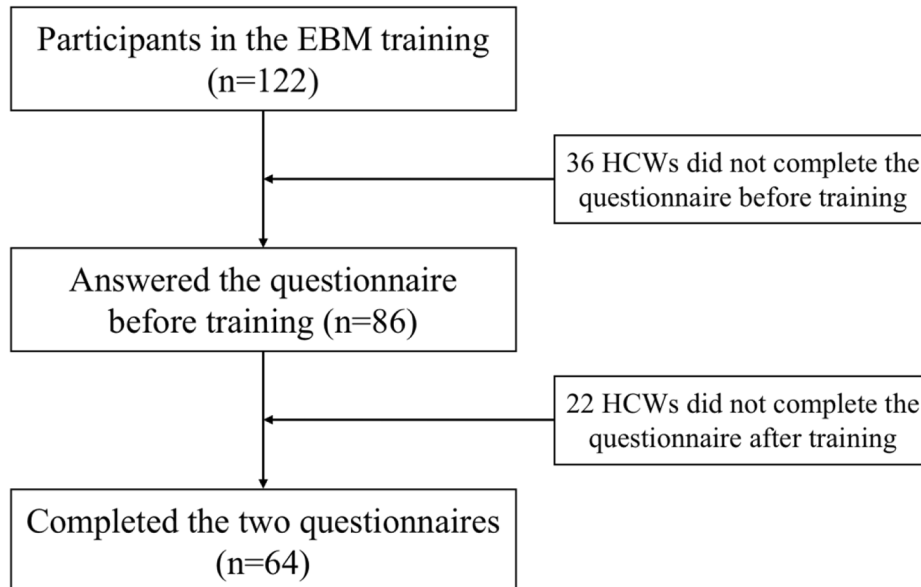 Participants in the EBM training
(n=122)
36 HCWs did not complete the
questionnaire before training
Answered the questionnaire
before training (n=86)
22 HCWs did not complete the
questionnaire after training
Completed the two questionnaires
(n=64)